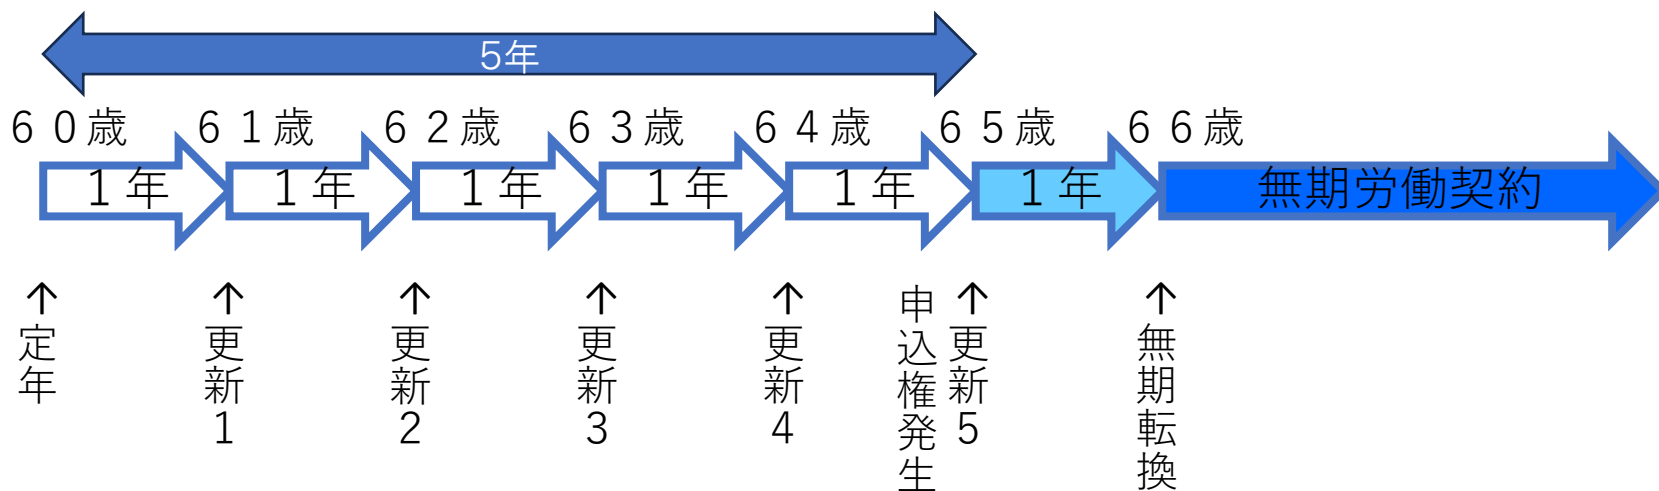 5年
６０歳
６１歳
６２歳
６３歳
６４歳
６５歳
６６歳
１年
１年
１年
１年
１年
１年
無期労働契約
↑定年
↑更新1
↑更新2
↑更新3
↑更新4
申込権発生
↑更新5
↑無期転換